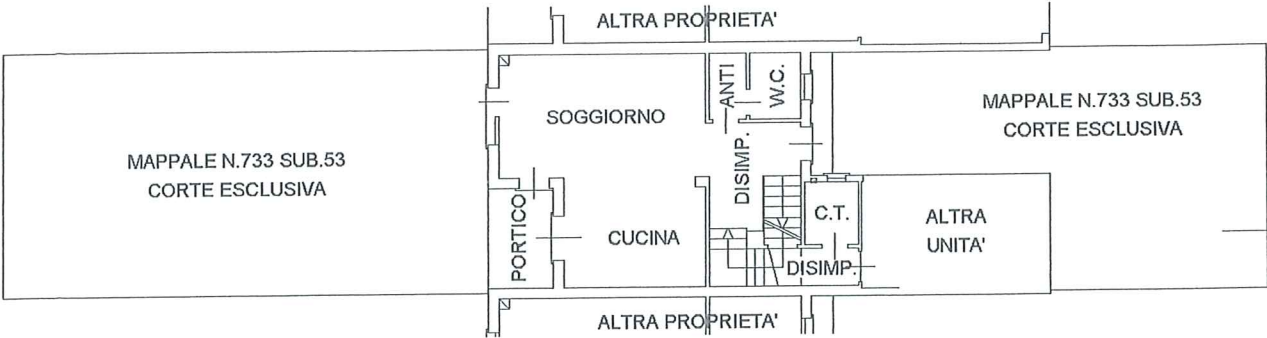 ALTRA PROPRIETA'
MAPPALE N.733 SUB.53
CORTE ESCLUSIVA
SOGGIORNO
ANTI
W.C.
DISIMP.
MAPPALE N.733 SUB.53
CORTE ESCLUSIVA
PORTICO
CUCINA
C.T.
DISIMP.
ALTRA
UNITA'
ALTRA PROPRIETA'